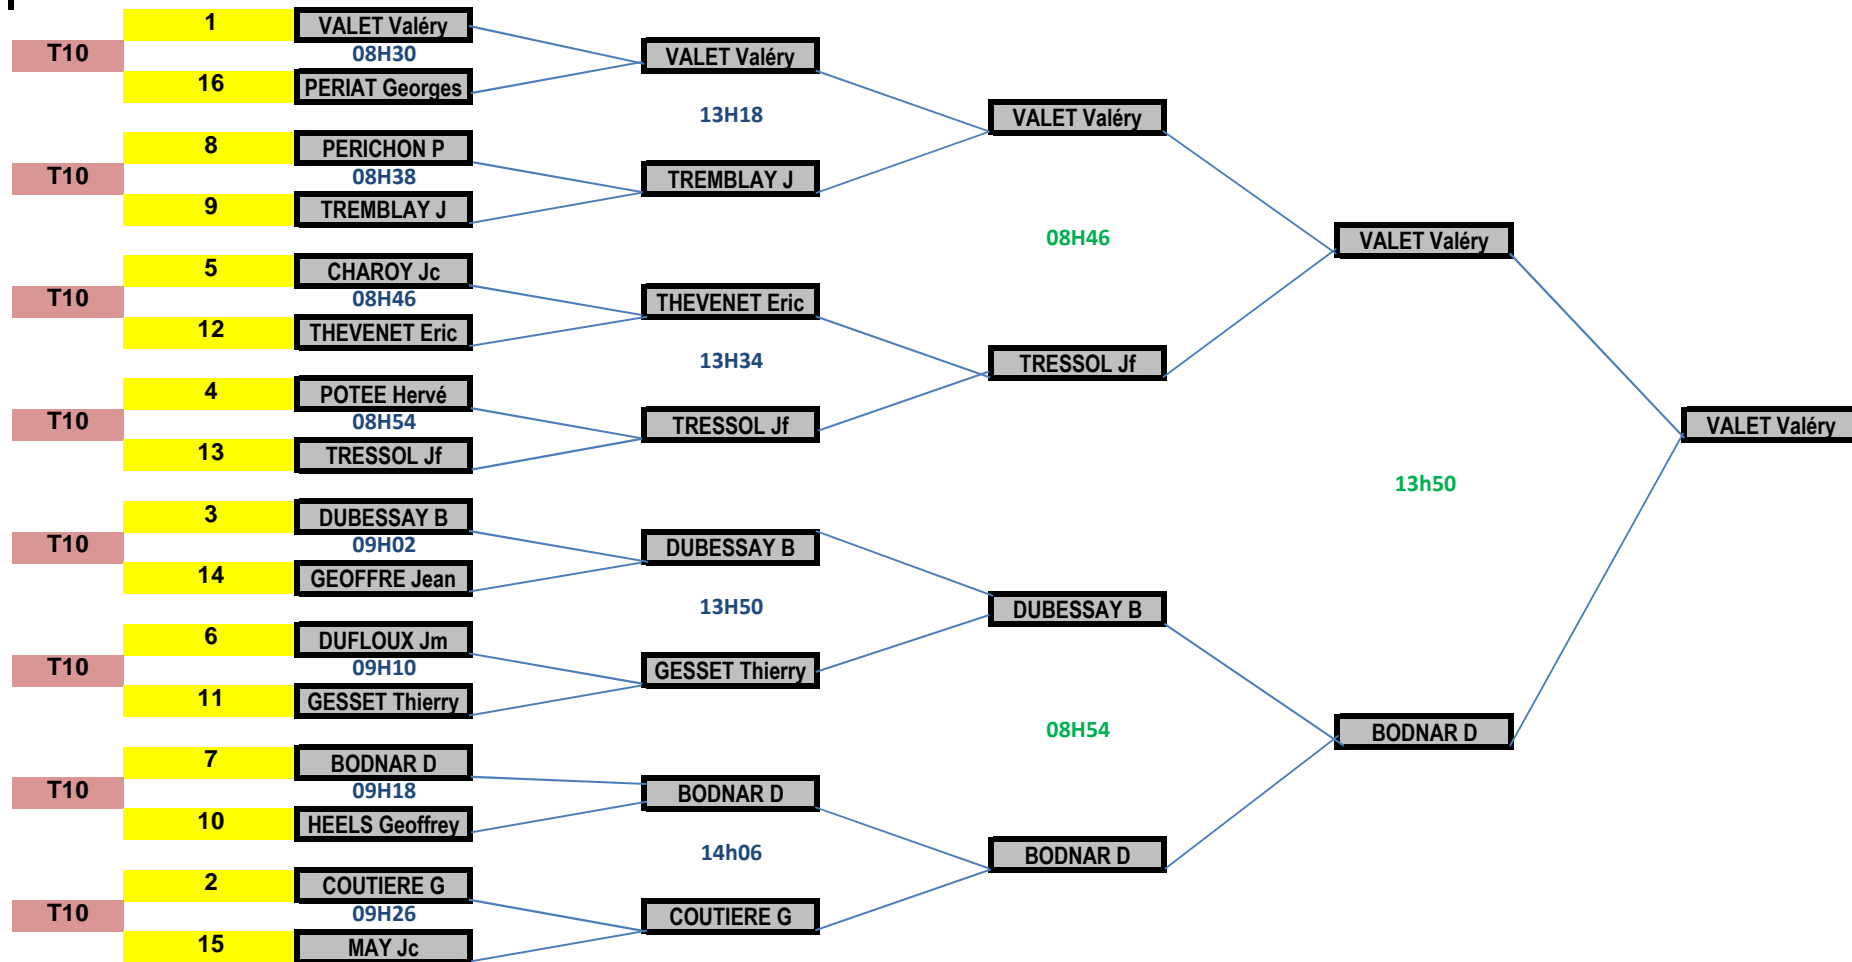 1 VALET Valéry
T10 08H30 VALET Valéry
16 PERIAT Georges
13H18 VALET Valéry
8 PERICHON P
T10 08H38 TREMBLAY J
9 TREMBLAY J
08H46 VALET Valéry
5 CHAROY Jc
T10 08H46 THEVENET Eric
12 THEVENET Eric
13H34 TRESSOL Jf
4 POTEE Hervé
T10 08H54 TRESSOL Jf VALET Valéry
13 TRESSOL Jf
13h50
3 DUBESSAY B
T10 09H02 DUBESSAY B
14 GEOFFRE Jean
13H50 DUBESSAY B
6 DUFLOUX Jm
T10 09H10 GESSET Thierry
11 GESSET Thierry
08H54 BODNAR D
7 BODNAR D
T10 09H18 BODNAR D
10 HEELS Geoffrey
14h06 BODNAR D
2 COUTIERE G
T10 09H26 COUTIERE G
15 MAY Jc